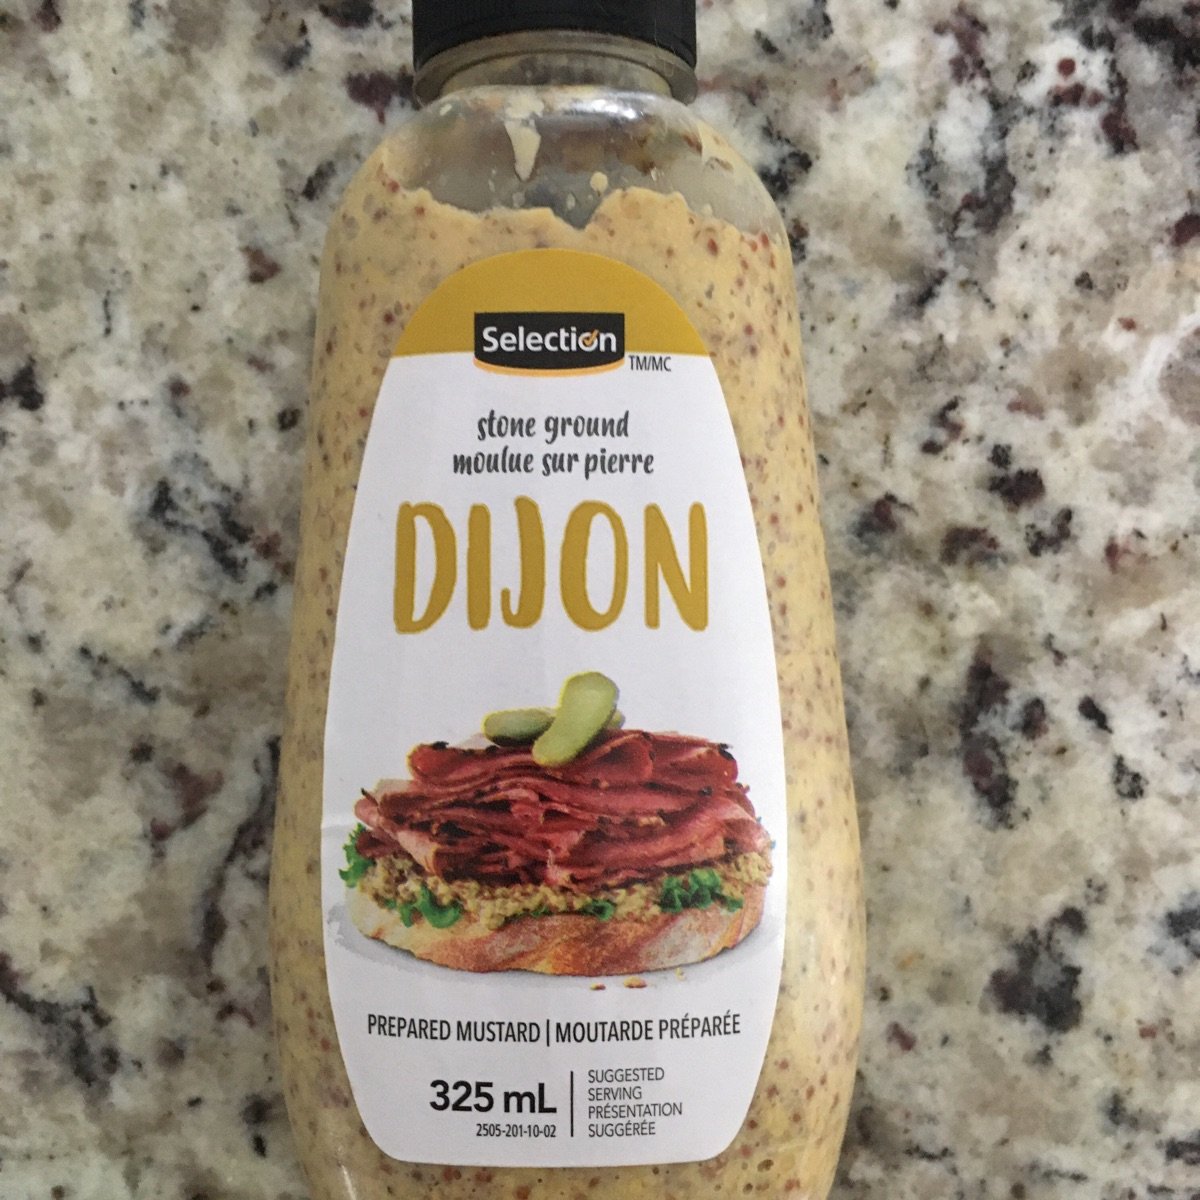 Selection
TM/MC
stone ground
moulue sur pierre
DIJON
PREPARED MUSTARD | MOUTARDE PRÉPARÉE
325 mL
2505-201-10-02
SUGGESTED
SERVING
PRÉSENTATION
SUGGÉRÉE